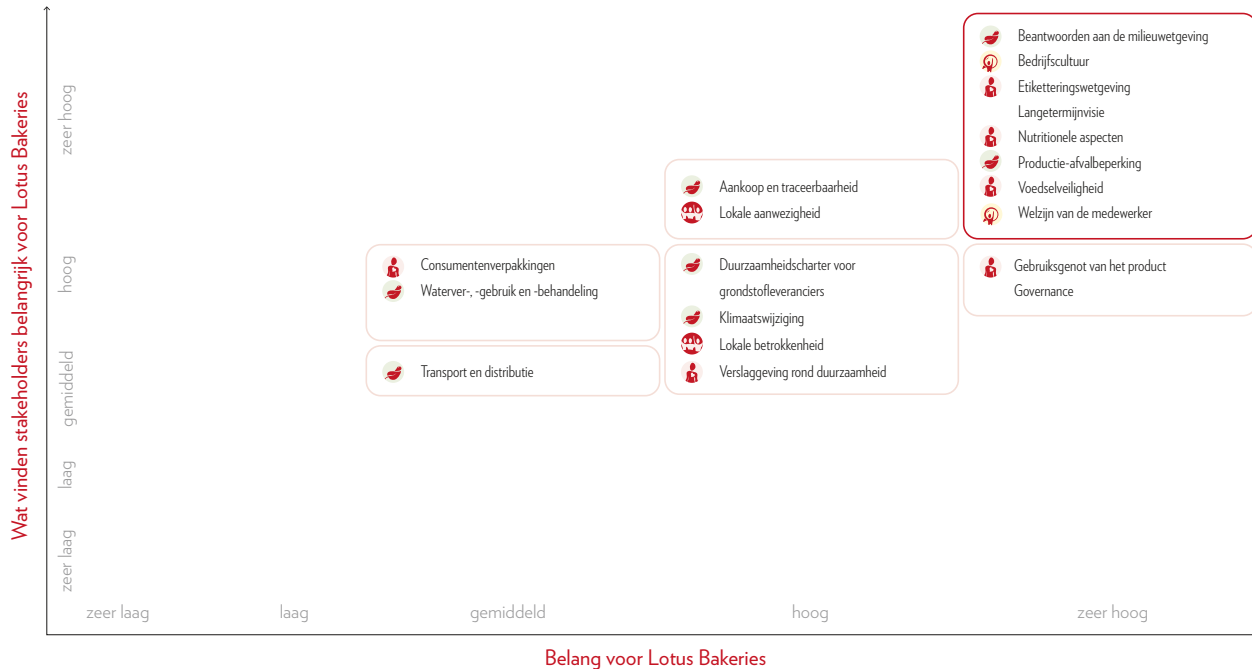 Wat vinden stakeholders belangrijk voor Lotus Bakeries
zeer hoog
hoog
gemiddeld
laag
zeer laag
Beantwoorden aan de milieuwetgeving
Bedrijfscultuur
Etiketteringswetgeving
Langetermijnvisie
Nutritionele aspecten
Productie-afvalbeperking
Voedselveiligheid
Welzijn van de medewerker
Aankoop en traceerbaarheid
Lokale aanwezigheid
Consumentenverpakkingen
Waterver-, -gebruik en -behandeling
Duurzaamheidscharter voor
grondstofleveranciers
Klimaatswijziging
Lokale betrokkenheid
Verslaggeving rond duurzaamheid
Gebruiksgenot van het product
Governance
Transport en distributie
zeer laag
laag
gemiddeld
hoog
zeer hoog
Belang voor Lotus Bakeries